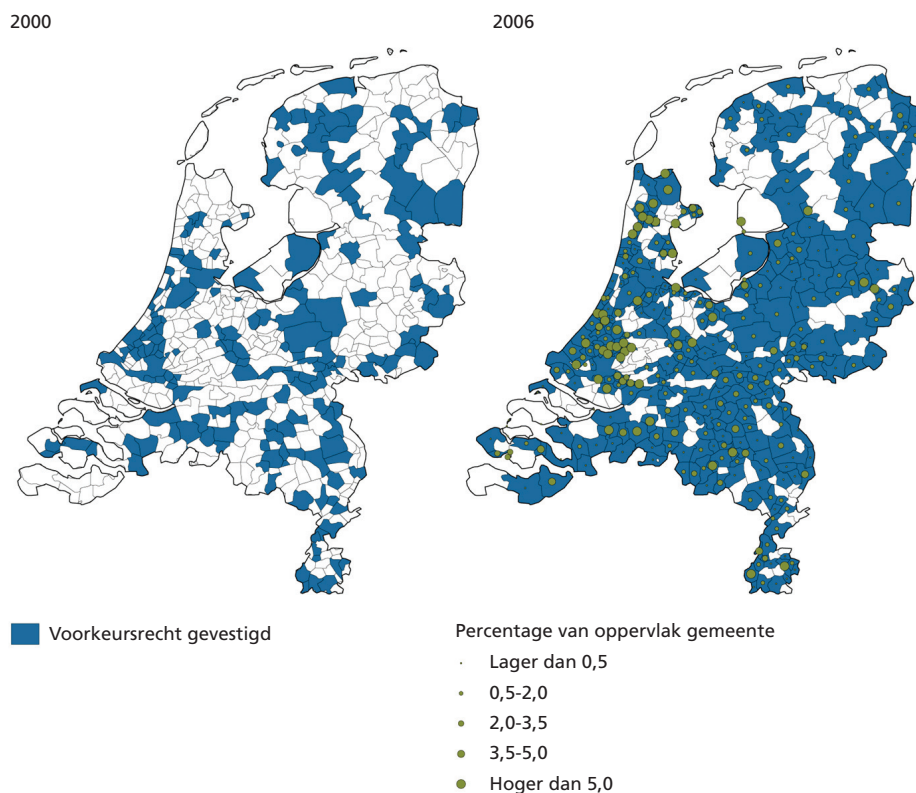 2000
2006
Voorkeursrecht gevestigd
Percentage van oppervlak gemeente
Lager dan 0,5
0,5-2,0
2,0-3,5
3,5-5,0
Hoger dan 5,0